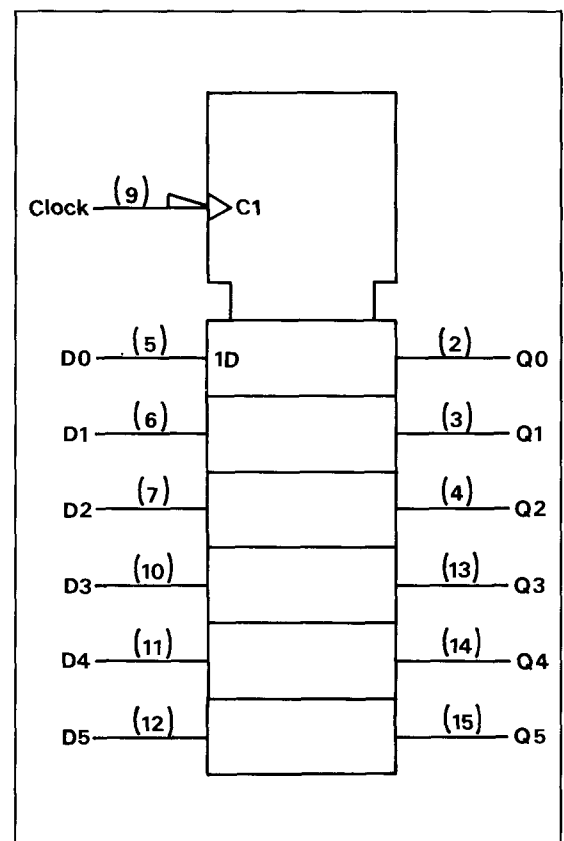 Clock (9) C1
D0 (5) 1D (2) Q0
D1 (6) (3) Q1
D2 (7) (4) Q2
D3 (10) (13) Q3
D4 (11) (14) Q4
D5 (12) (15) Q5